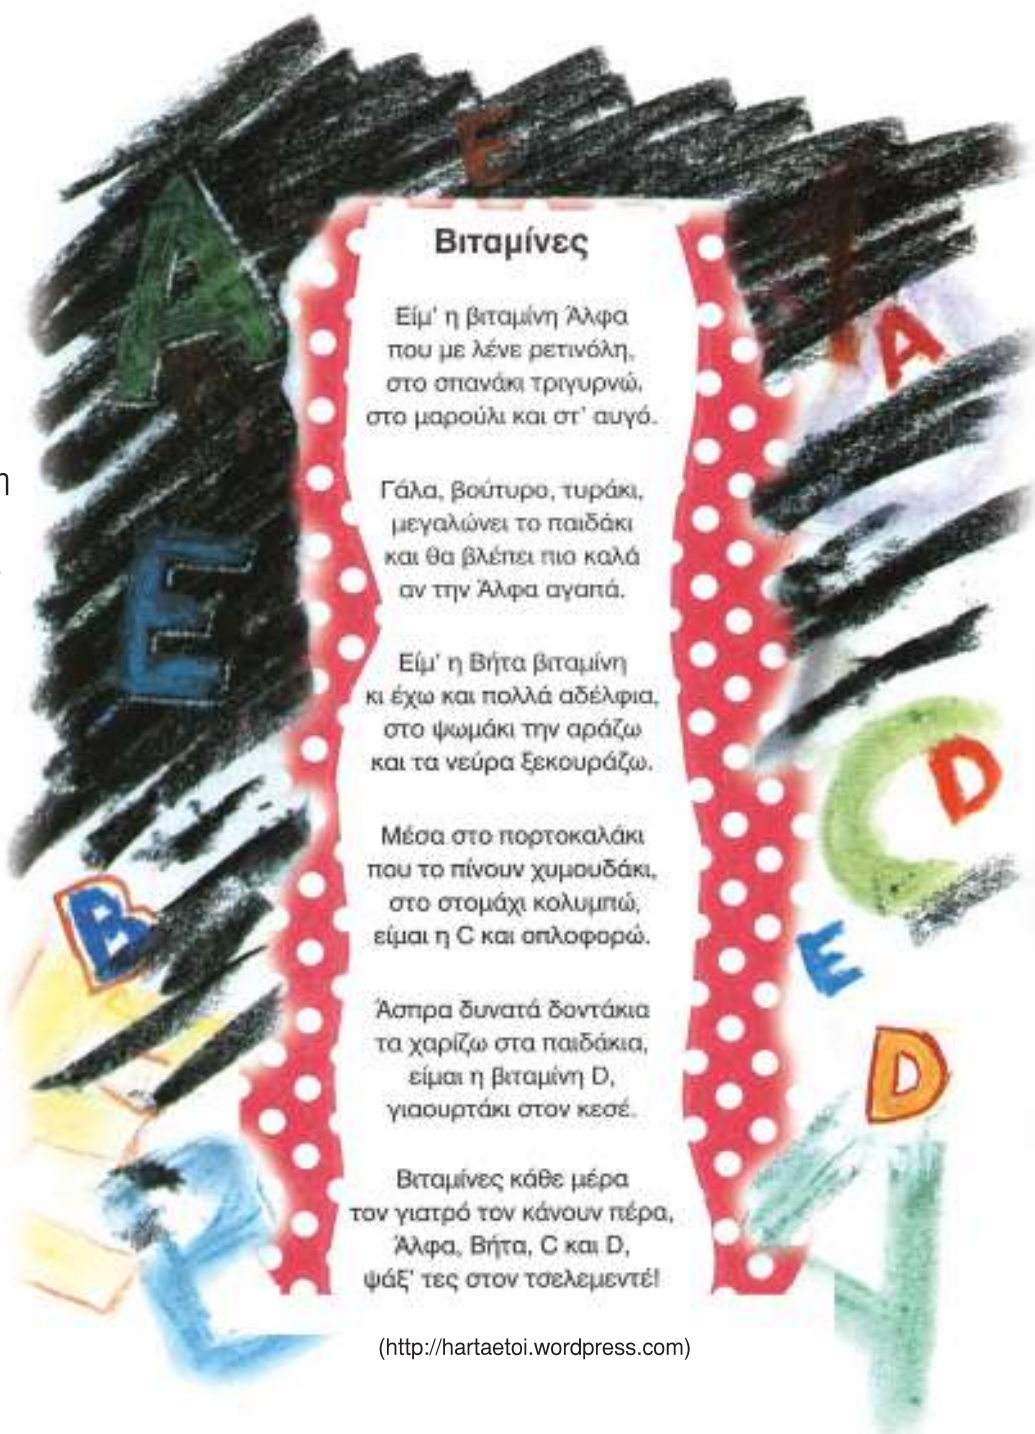 Βιταμίνες
Είμ' η βιταμίνη Άλφα
που με λένε ρετινόλη,
στο σπανάκι τριγυρνώ,
στο μαρούλι και στ' αυγό.
Γάλα, βούτυρο, τυράκι,
μεγαλώνει το παιδάκι
και θα βλέπει πιο καλά
αν την Άλφα αγαπά.
Είμ' η Βήτα βιταμίνη
κι έχω και πολλά αδέλφια,
στο ψωμάκι την αράζω
και τα νεύρα ξεκουράζω.
Μέσα στο πορτοκαλάκι
που το πίνουν χυμουδάκι,
στο στομάχι κολυμπώ,
είμαι η C και οπλοφορώ.
Άσπρα δυνατά δοντάκια
τα χαρίζω στα παιδάκια,
είμαι η βιταμίνη D,
γιαουρτάκι στον κεσέ.
Βιταμίνες κάθε μέρα
τον γιατρό τον κάνουν πέρα,
Άλφα, Βήτα, C και D,
ψάξ' τες στον τσελεμεντέ!
(http://hartaetoi.wordpress.com)
E
A
A
E
C
D
B
E
D